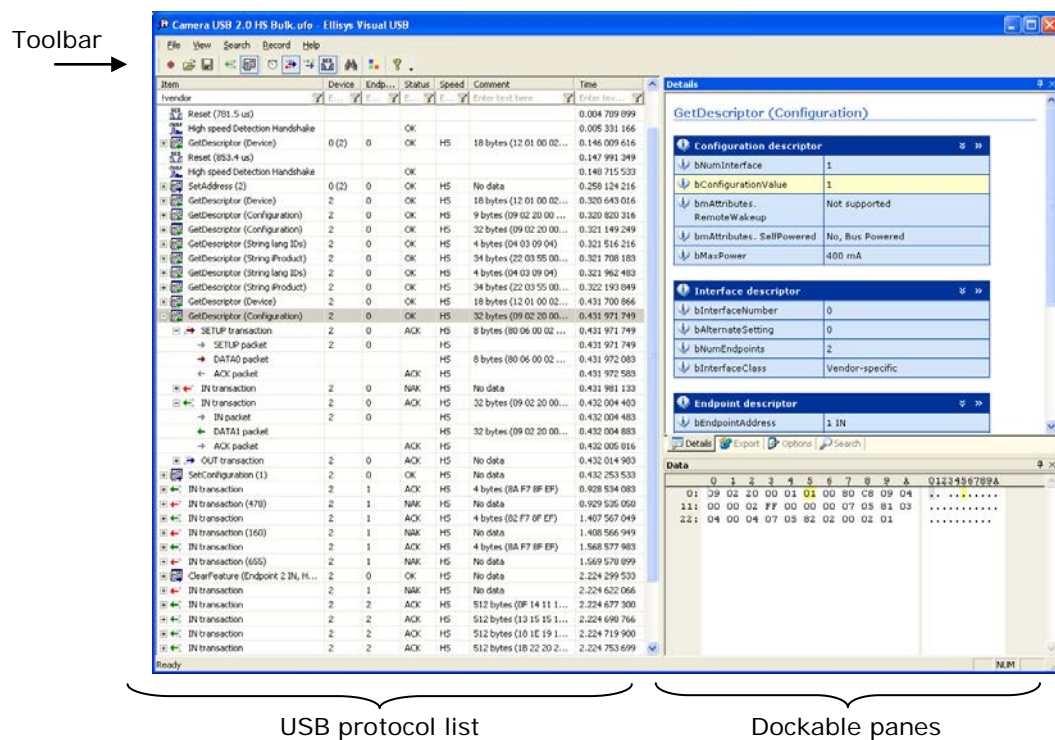 Camera USB 2.0 HS Bulk.ufo - Ellisys Visual USB
Toolbar
File View Search Record Help
Item Device Endp... Status Speed Comment Time
!vendor E... E... E... E... Enter text here Enter tex...
Reset (781.5 us) 0.004 789 899
High speed Detection Handshake OK 0.005 331 166
GetDescriptor (Device) 0 (2) 0 OK HS 18 bytes (12 01 00 02... 0.146 009 616
Reset (853.4 us) 0.147 991 349
High speed Detection Handshake OK 0.148 715 533
SetAddress (2) 0 (2) 0 OK HS No data 0.258 124 216
GetDescriptor (Device) 2 0 OK HS 18 bytes (12 01 00 02... 0.320 643 016
GetDescriptor (Configuration) 2 0 OK HS 9 bytes (09 02 20 00 ... 0.320 820 316
GetDescriptor (Configuration) 2 0 OK HS 32 bytes (09 02 20 00... 0.321 149 249
GetDescriptor (String lang IDs) 2 0 OK HS 4 bytes (04 03 09 04) 0.321 516 216
GetDescriptor (String iProduct) 2 0 OK HS 34 bytes (22 03 55 00... 0.321 708 183
GetDescriptor (String lang IDs) 2 0 OK HS 4 bytes (04 03 09 04) 0.321 962 483
GetDescriptor (String iProduct) 2 0 OK HS 34 bytes (22 03 55 00... 0.322 193 849
GetDescriptor (Device) 2 0 OK HS 18 bytes (12 01 00 02... 0.431 700 866
GetDescriptor (Configuration) 2 0 OK HS 32 bytes (09 02 20 00... 0.431 971 749
SETUP transaction 2 0 ACK HS 8 bytes (80 06 00 02 ... 0.431 971 749
SETUP packet 2 0 HS 0.431 971 749
DATA0 packet HS 8 bytes (80 06 00 02 ... 0.431 972 083
ACK packet ACK HS 0.431 972 583
IN transaction 2 0 NAK HS No data 0.431 981 133
IN transaction 2 0 ACK HS 32 bytes (09 02 20 00... 0.432 004 483
IN packet 2 0 HS 0.432 004 483
DATA1 packet HS 32 bytes (09 02 20 00... 0.432 004 883
ACK packet ACK HS 0.432 005 816
OUT transaction 2 0 ACK HS No data 0.432 014 983
SetConfiguration (1) 2 0 OK HS No data 0.432 253 533
IN transaction 2 1 ACK HS 4 bytes (8A F7 8F EF) 0.928 534 083
IN transaction (478) 2 1 NAK HS No data 0.929 535 050
IN transaction 2 1 ACK HS 4 bytes (82 F7 0F EF) 1.407 567 049
IN transaction (160) 2 1 NAK HS No data 1.408 566 949
IN transaction 2 1 ACK HS 4 bytes (8A F7 8F EF) 1.568 577 983
IN transaction (655) 2 1 NAK HS No data 1.569 578 899
ClearFeature (Endpoint 2 IN, H... 2 0 OK HS No data 2.224 299 533
IN transaction 2 1 NAK HS No data 2.224 622 066
IN transaction 2 2 ACK HS 512 bytes (0F 14 11 1... 2.224 677 300
IN transaction 2 2 ACK HS 512 bytes (13 15 15 1... 2.224 698 766
IN transaction 2 2 ACK HS 512 bytes (18 1E 19 1... 2.224 719 900
IN transaction 2 2 ACK HS 512 bytes (1B 22 20 2... 2.224 753 699
Details
GetDescriptor (Configuration)
Configuration descriptor
bNumInterface 1
bConfigurationValue 1
bmAttributes. RemoteWakeup Not supported
bmAttributes. SelfPowered No, Bus Powered
bMaxPower 400 mA
Interface descriptor
bInterfaceNumber 0
bAlternateSetting 0
bNumEndpoints 2
bInterfaceClass Vendor-specific
Endpoint descriptor
bEndpointAddress 1 IN
Details Export Options Search
Data
0 1 2 3 4 5 6 7 8 9 A 0123456789A
0: 09 02 20 00 01 01 00 80 C8 09 04 .. ........
11: 00 00 02 FF 00 00 00 07 05 81 03 ...........
22: 04 00 04 07 05 82 02 00 02 01 ..........
Ready NUM
USB protocol list
Dockable panes